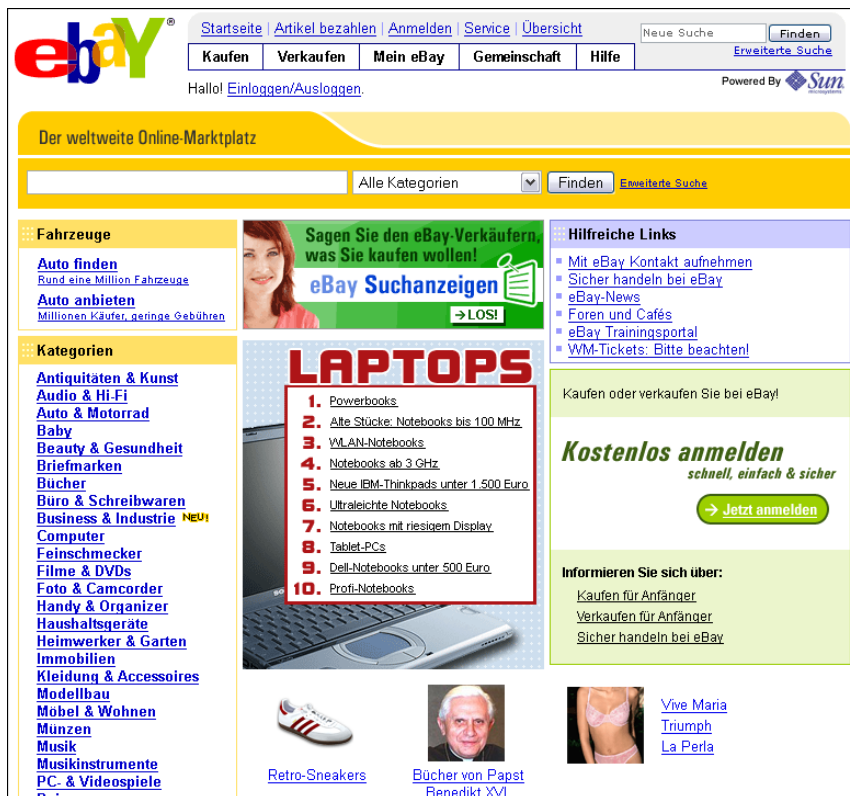 ebaY®
Startseite | Artikel bezahlen | Anmelden | Service | Übersicht
Neue Suche Finden
Erweiterte Suche
Kaufen Verkaufen Mein eBay Gemeinschaft Hilfe
Hallo! Einloggen/Ausloggen.
Powered By Sun microsystems
Der weltweite Online-Marktplatz
Alle Kategorien Finden Erweiterte Suche
Fahrzeuge
Auto finden
Rund eine Million Fahrzeuge
Auto anbieten
Millionen Käufer, geringe Gebühren
Kategorien
Antiquitäten & Kunst
Audio & Hi-Fi
Auto & Motorrad
Baby
Beauty & Gesundheit
Briefmarken
Bücher
Büro & Schreibwaren
Business & Industrie NEU!
Computer
Feinschmecker
Filme & DVDs
Foto & Camcorder
Handy & Organizer
Haushaltsgeräte
Heimwerker & Garten
Immobilien
Kleidung & Accessoires
Modellbau
Möbel & Wohnen
Münzen
Musik
Musikinstrumente
PC- & Videospiele
Sagen Sie den eBay-Verkäufern,
was Sie kaufen wollen!
eBay Suchanzeigen
LOS!
LAPTOPS
1. Powerbooks
2. Alte Stücke: Notebooks bis 100 MHz
3. WLAN-Notebooks
4. Notebooks ab 3 GHz
5. Neue IBM-Thinkpads unter 1.500 Euro
6. Ultraleichte Notebooks
7. Notebooks mit riesigem Display
8. Tablet-PCs
9. Dell-Notebooks unter 500 Euro
10. Profi-Notebooks
Hilfreiche Links
Mit eBay Kontakt aufnehmen
Sicher handeln bei eBay
eBay-News
Foren und Cafés
eBay Trainingsportal
WM-Tickets: Bitte beachten!
Kaufen oder verkaufen Sie bei eBay!
Kostenlos anmelden
schnell, einfach & sicher
Jetzt anmelden
Informieren Sie sich über:
Kaufen für Anfänger
Verkaufen für Anfänger
Sicher handeln bei eBay
Retro-Sneakers
Bücher von Papst
Benedikt XVI
Vive Maria
Triumph
La Perla